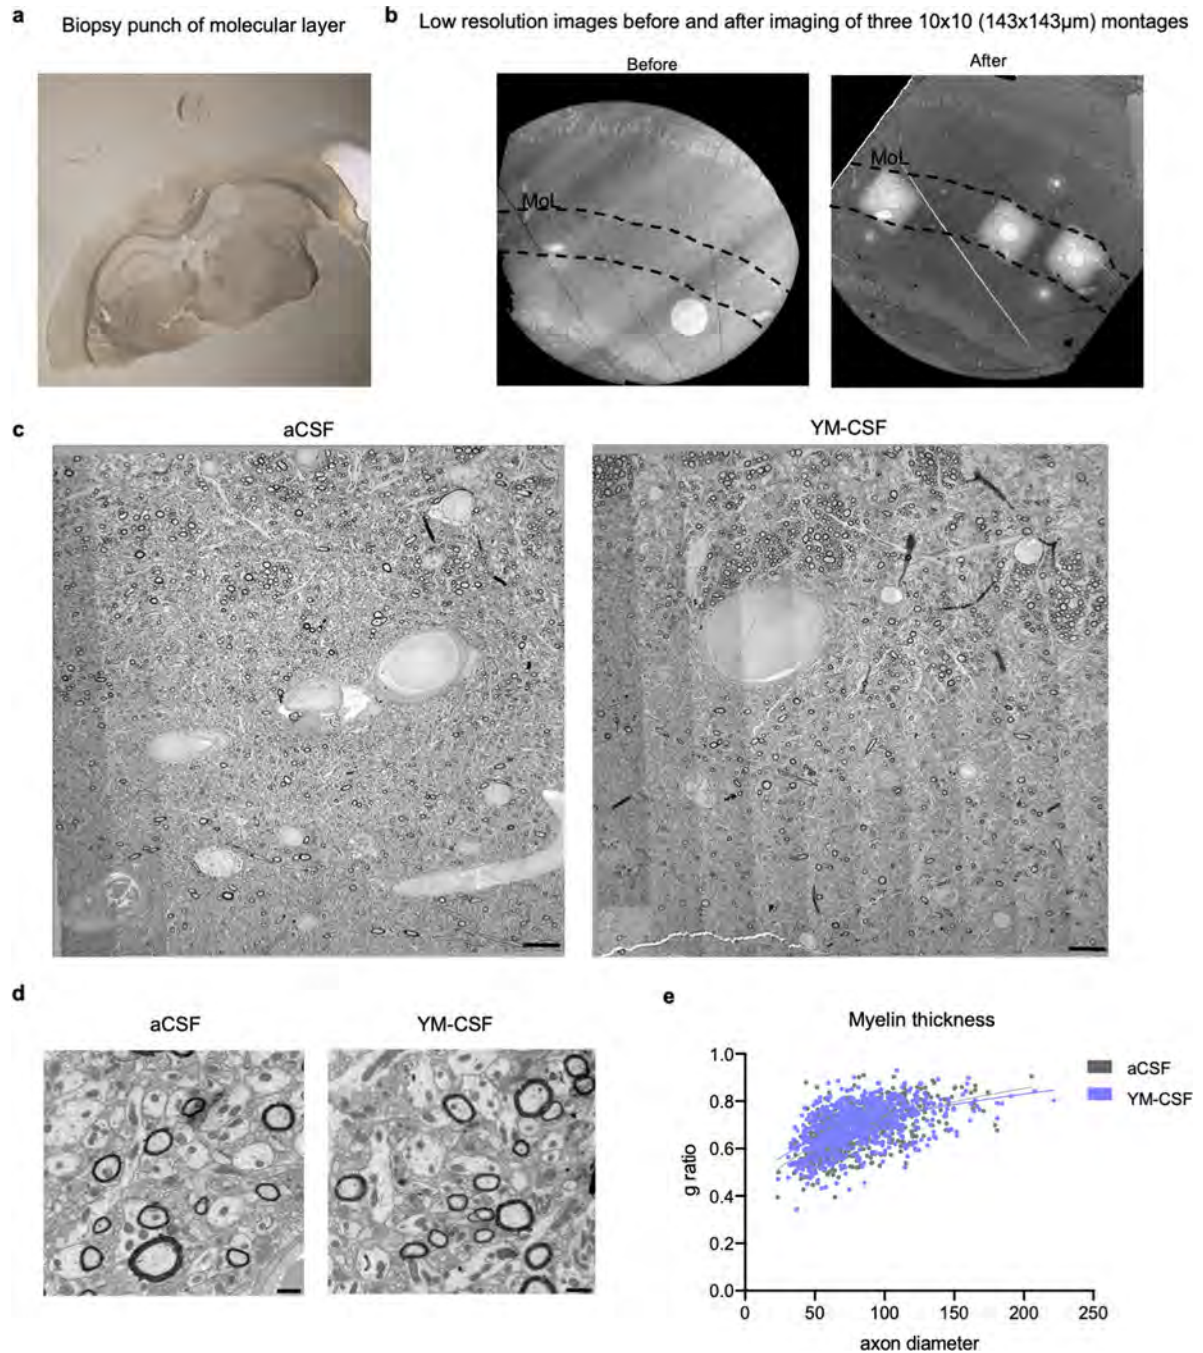 a
Biopsy punch of molecular layer
b
Low resolution images before and after imaging of three 10x10 (143x143μm) montages
Before
After
MoL
MoL
c
aCSF
YM-CSF
d
aCSF
YM-CSF
e
Myelin thickness
g ratio
1.0
0.8
0.6
0.4
0.2
0.0
0
50
100
150
200
250
axon diameter
aCSF
YM-CSF